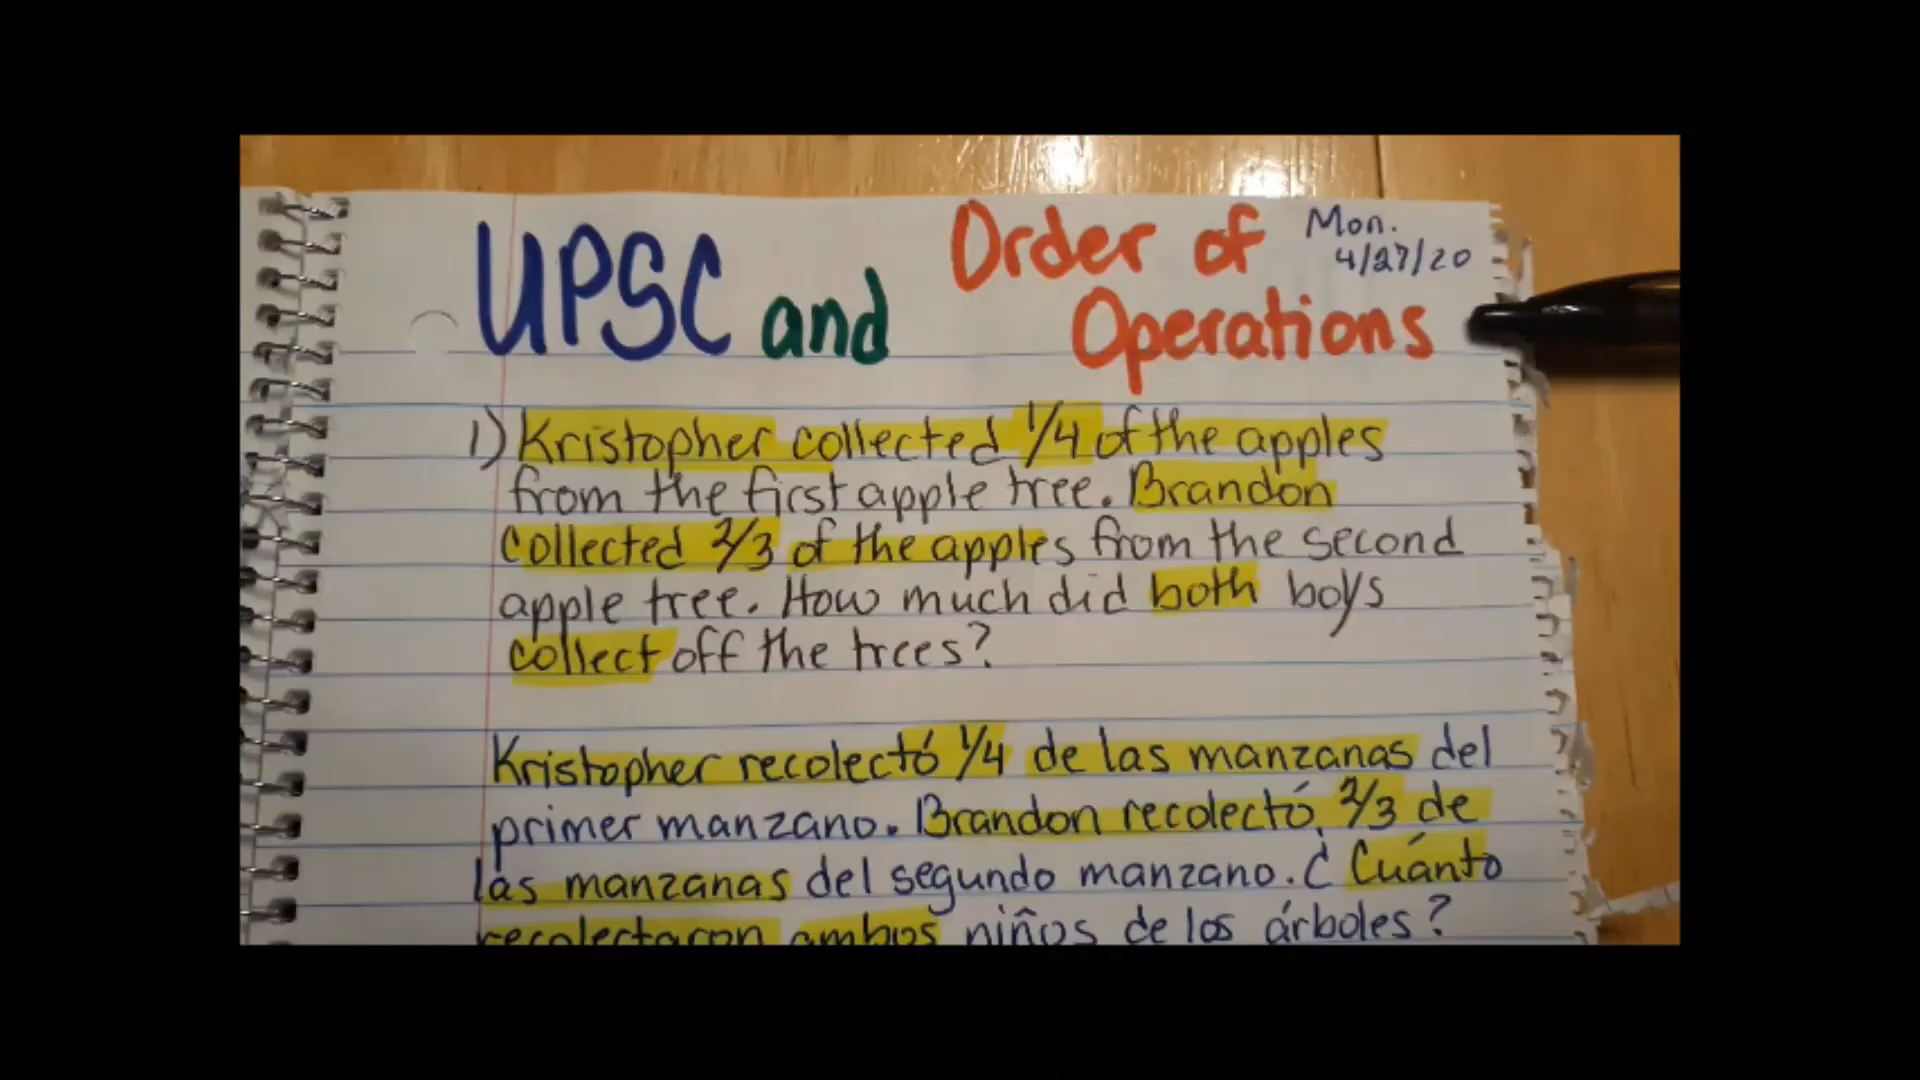 UPSC and Order of Operations
Mon.
4/27/20
1) Kristopher collected 1/4 of the apples
from the first apple tree. Brandon
collected 2/3 of the apples from the second
apple tree. How much did both boys
collect off the trees?
Kristopher recolectó 1/4 de las manzanas del
primer manzano. Brandon recolectó 2/3 de
las manzanas del segundo manzano. ¿Cuánto
recolectaron ambos niños de los árboles?